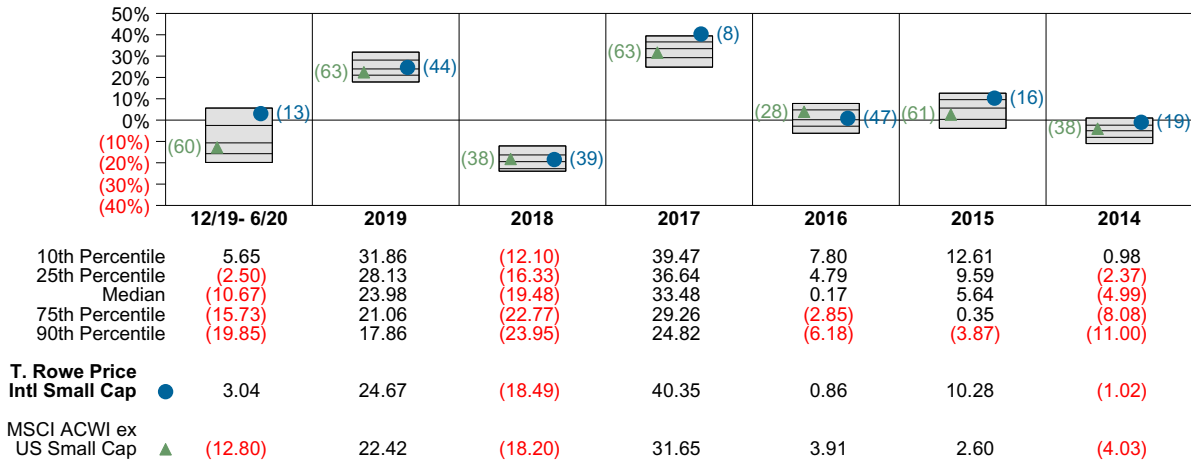 50%
40%
30%
20%
10%
0%
(10%)
(20%)
(30%)
(40%)
(60) (13)
(63) (44)
(38) (39)
(63) (8)
(28) (47)
(61) (16)
(38) (19)
12/19- 6/20 2019 2018 2017 2016 2015 2014
10th Percentile 5.65 31.86 (12.10) 39.47 7.80 12.61 0.98
25th Percentile (2.50) 28.13 (16.33) 36.64 4.79 9.59 (2.37)
Median (10.67) 23.98 (19.48) 33.48 0.17 5.64 (4.99)
75th Percentile (15.73) 21.06 (22.77) 29.26 (2.85) 0.35 (8.08)
90th Percentile (19.85) 17.86 (23.95) 24.82 (6.18) (3.87) (11.00)
T. Rowe Price
Intl Small Cap 3.04 24.67 (18.49) 40.35 0.86 10.28 (1.02)
MSCI ACWI ex
US Small Cap (12.80) 22.42 (18.20) 31.65 3.91 2.60 (4.03)